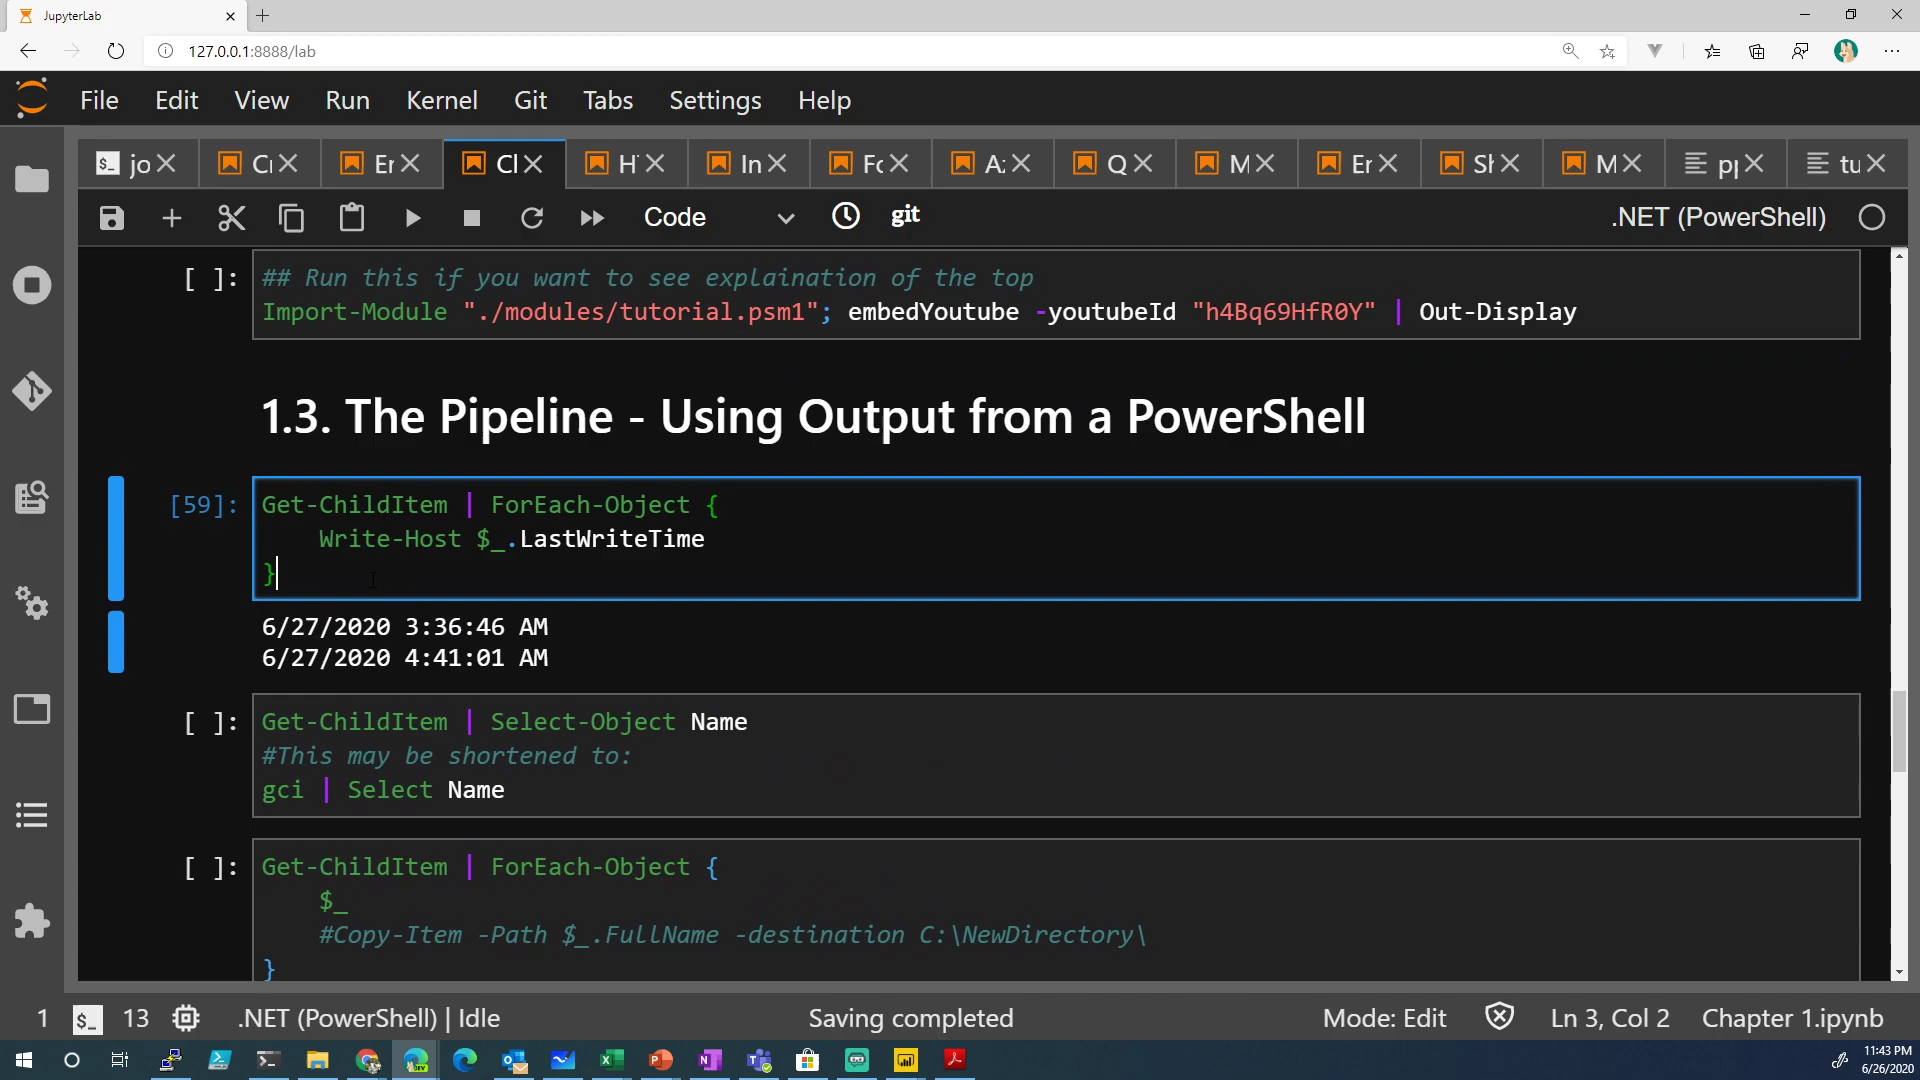 JupyterLab
127.0.0.1:8888/lab
File Edit View Run Kernel Git Tabs Settings Help
Code
git
.NET (PowerShell)
[ ]:
## Run this if you want to see explaination of the top
Import-Module "./modules/tutorial.psm1"; embedYoutube -youtubeId "h4Bq69HfR0Y" | Out-Display
1.3. The Pipeline - Using Output from a PowerShell
[59]:
Get-ChildItem | ForEach-Object {
Write-Host $_.LastWriteTime
}
6/27/2020 3:36:46 AM
6/27/2020 4:41:01 AM
[ ]:
Get-ChildItem | Select-Object Name
#This may be shortened to:
gci | Select Name
[ ]:
Get-ChildItem | ForEach-Object {
$_
#Copy-Item -Path $_.FullName -destination C:\NewDirectory\
}
1 $_ 13 .NET (PowerShell) | Idle Saving completed Mode: Edit Ln 3, Col 2 Chapter 1.ipynb
11:43 PM
6/26/2020